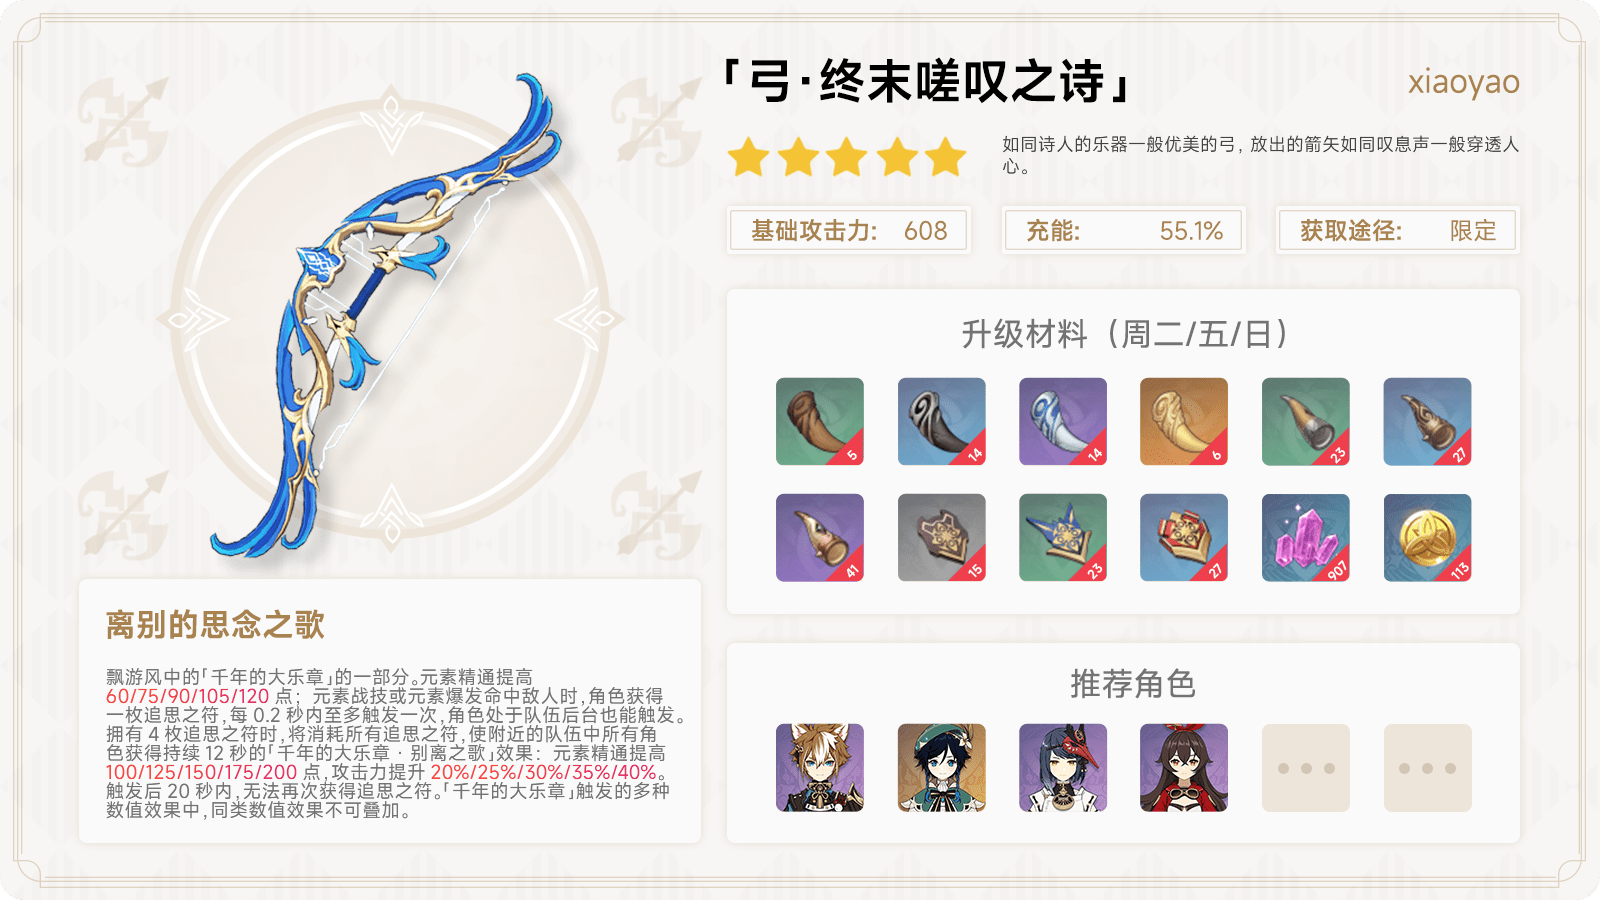 「弓·终末嗟叹之诗」
xiaoyao
如同诗人的乐器一般优美的弓,放出的箭矢如同叹息声一般穿透人
心。
基础攻击力: 608
充能: 55.1%
获取途径: 限定
升级材料（周二/五/日）
5
14
14
6
23
27
41
15
23
27
907
113
离别的思念之歌
飘游风中的「千年的大乐章」的一部分。元素精通提高
60/75/90/105/120 点；元素战技或元素爆发命中敌人时,角色获得
一枚追思之符,每 0.2 秒内至多触发一次,角色处于队伍后台也能触发。
拥有 4 枚追思之符时,将消耗所有追思之符,使附近的队伍中所有角
色获得持续 12 秒的「千年的大乐章 · 别离之歌」效果：元素精通提高
100/125/150/175/200 点,攻击力提升 20%/25%/30%/35%/40%。
触发后 20 秒内,无法再次获得追思之符。「千年的大乐章」触发的多种
数值效果中,同类数值效果不可叠加。
推荐角色